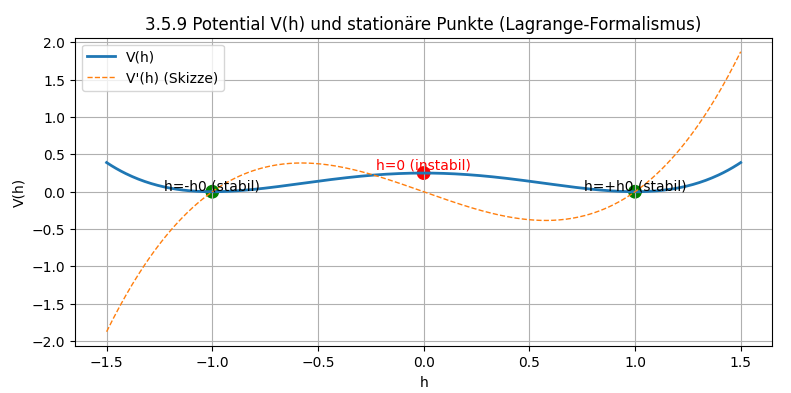 3.5.9 Potential V(h) und stationäre Punkte (Lagrange-Formalismus)
V(h)
V'(h) (Skizze)
2.0
1.5
1.0
0.5
0.0
−0.5
−1.0
−1.5
−2.0
V(h)
h=0 (instabil)
h=-h0 (stabil)
h=+h0 (stabil)
−1.5
−1.0
−0.5
0.0
0.5
1.0
1.5
h